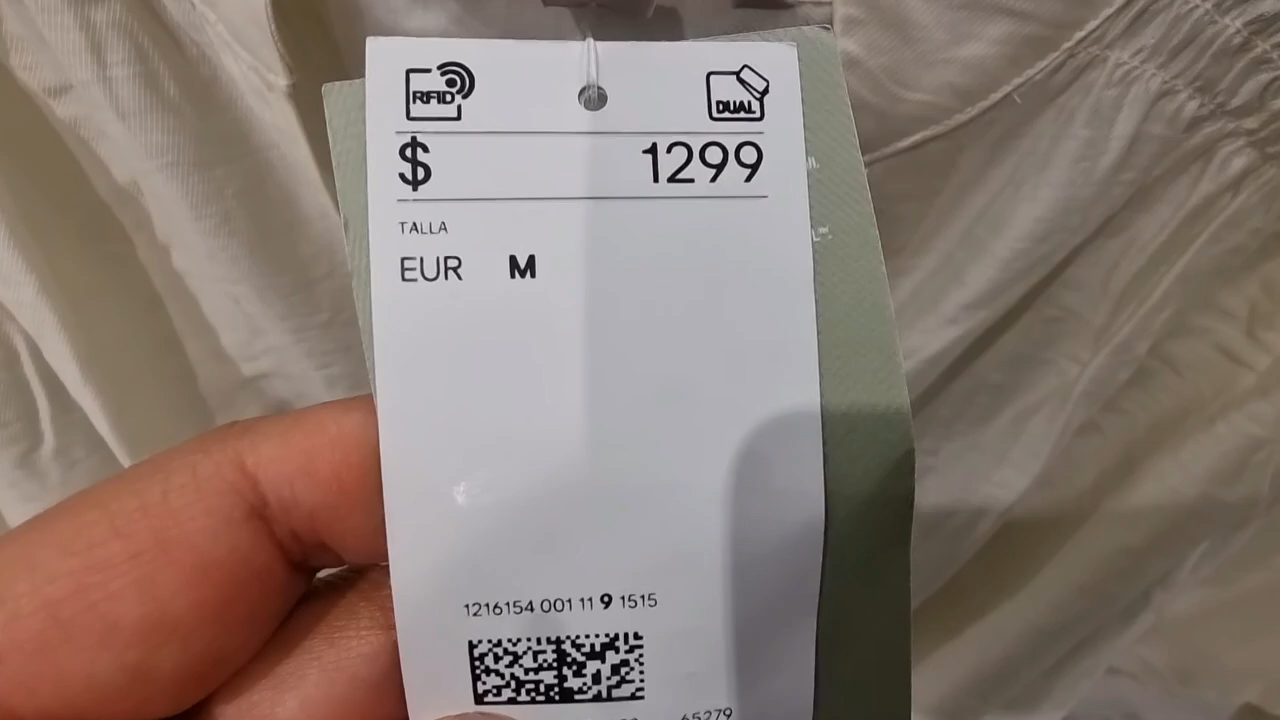 RFID
DUAL
$ 1299
TALLA
EUR M
1216154 001 11 9 1515
65279